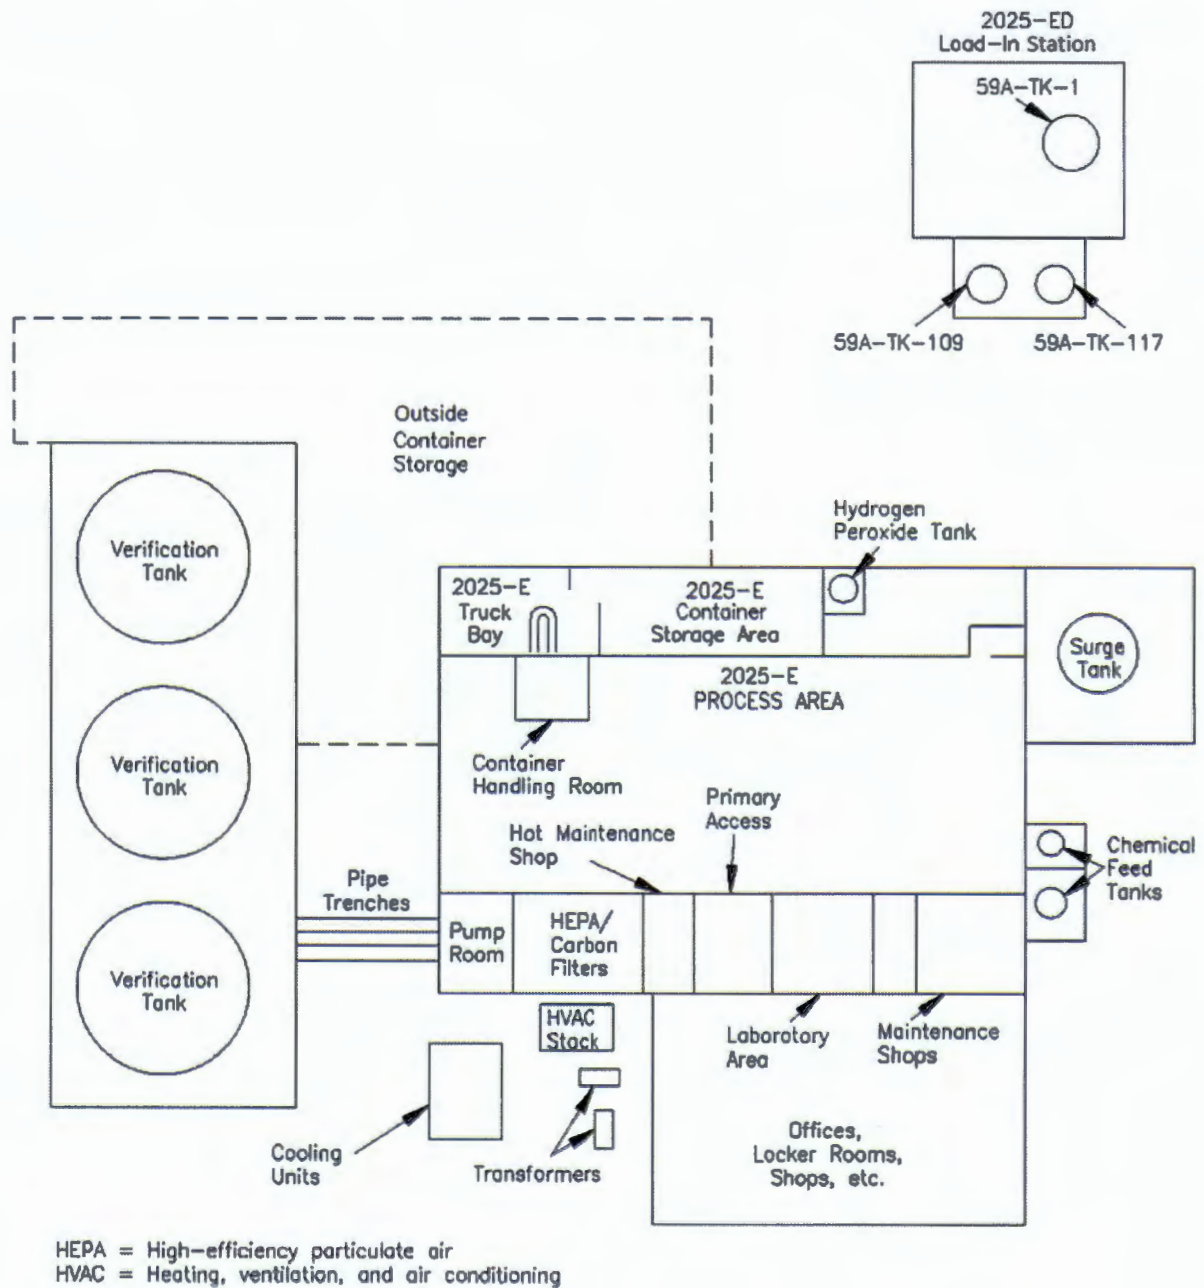 2025-ED
Load-In Station
59A-TK-1
59A-TK-109
59A-TK-117
Outside
Container
Storage
Hydrogen
Peroxide Tank
Verification
Tank
2025-E
Truck
Bay
2025-E
Container
Storage Area
Surge
Tank
2025-E
PROCESS AREA
Container
Handling Room
Verification
Tank
Primary
Access
Hot Maintenance
Shop
Chemical
Feed
Tanks
Pipe
Trenches
Pump
Room
HEPA/
Carbon
Filters
Verification
Tank
HVAC
Stack
Laboratory
Area
Maintenance
Shops
Cooling
Units
Transformers
Offices,
Locker Rooms,
Shops, etc.
HEPA = High-efficiency particulate air
HVAC = Heating, ventilation, and air conditioning